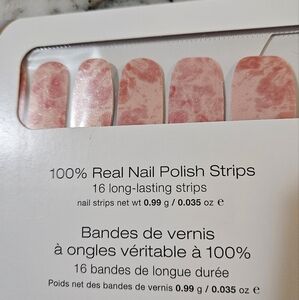 100% Real Nail Polish Strips
16 long-lasting strips
nail strips net wt 0.99 g / 0.035 oz e
Bandes de vernis
à ongles véritable à 100%
16 bandes de longue durée
Poids net des bandes de vernis 0.99 g / 0.035 oz e